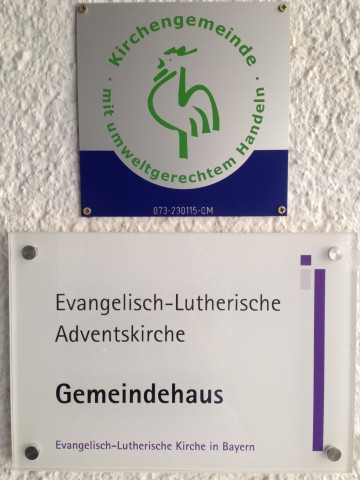 Kirchengemeinde
· mit umweltgerechtem Handeln ·
073-230115-GM
Evangelisch-Lutherische
Adventskirche
Gemeindehaus
Evangelisch-Lutherische Kirche in Bayern